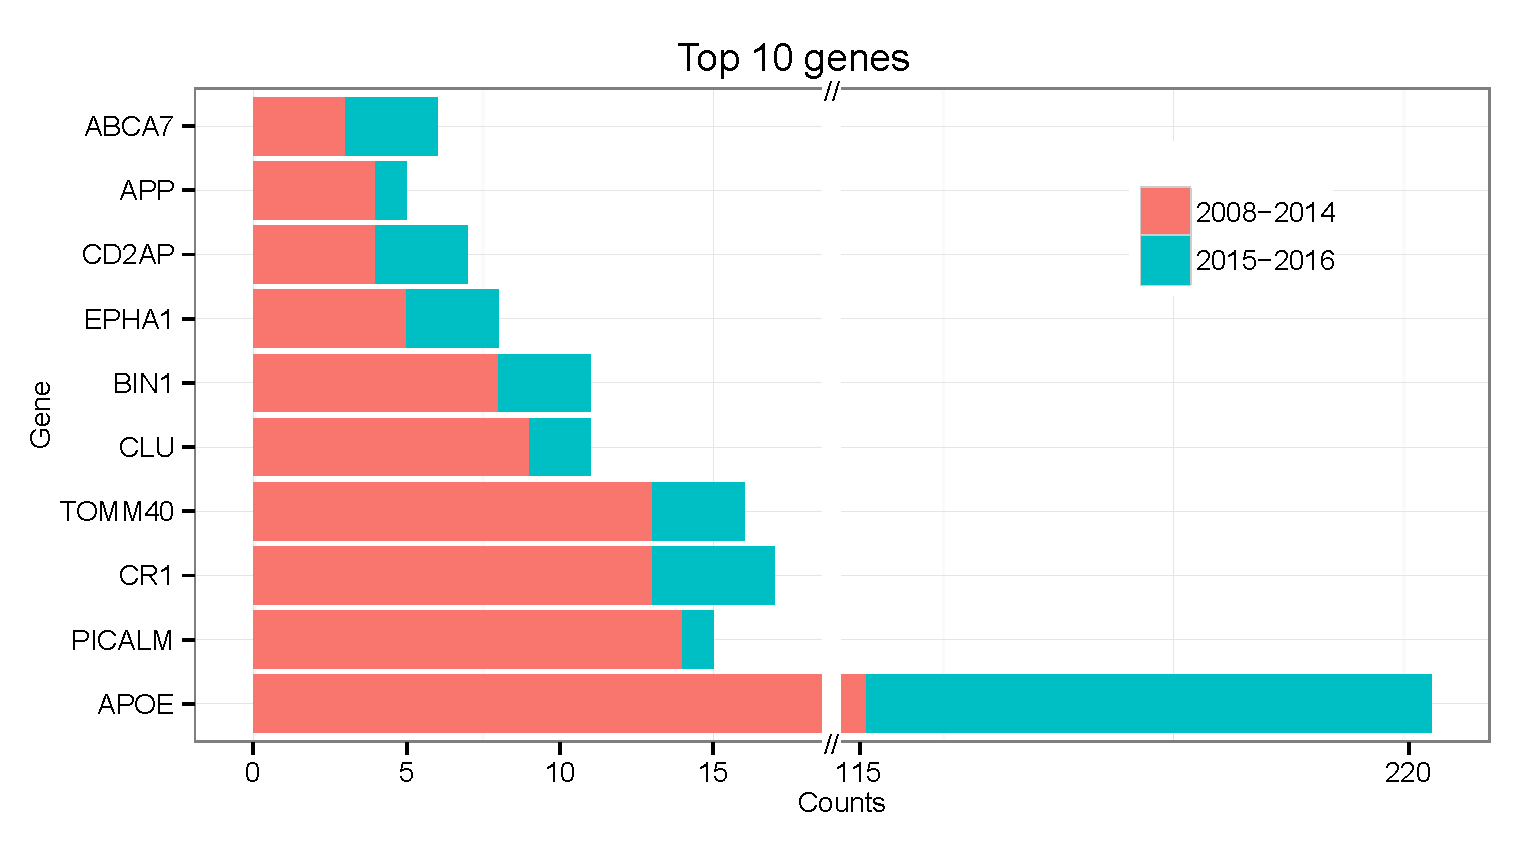 Top 10 genes
//
ABCA7
APP
CD2AP
EPHA1
BIN1
CLU
TOMM40
CR1
PICALM
APOE
Gene
2008−2014
2015−2016
//
0 5 10 15 115 220
Counts